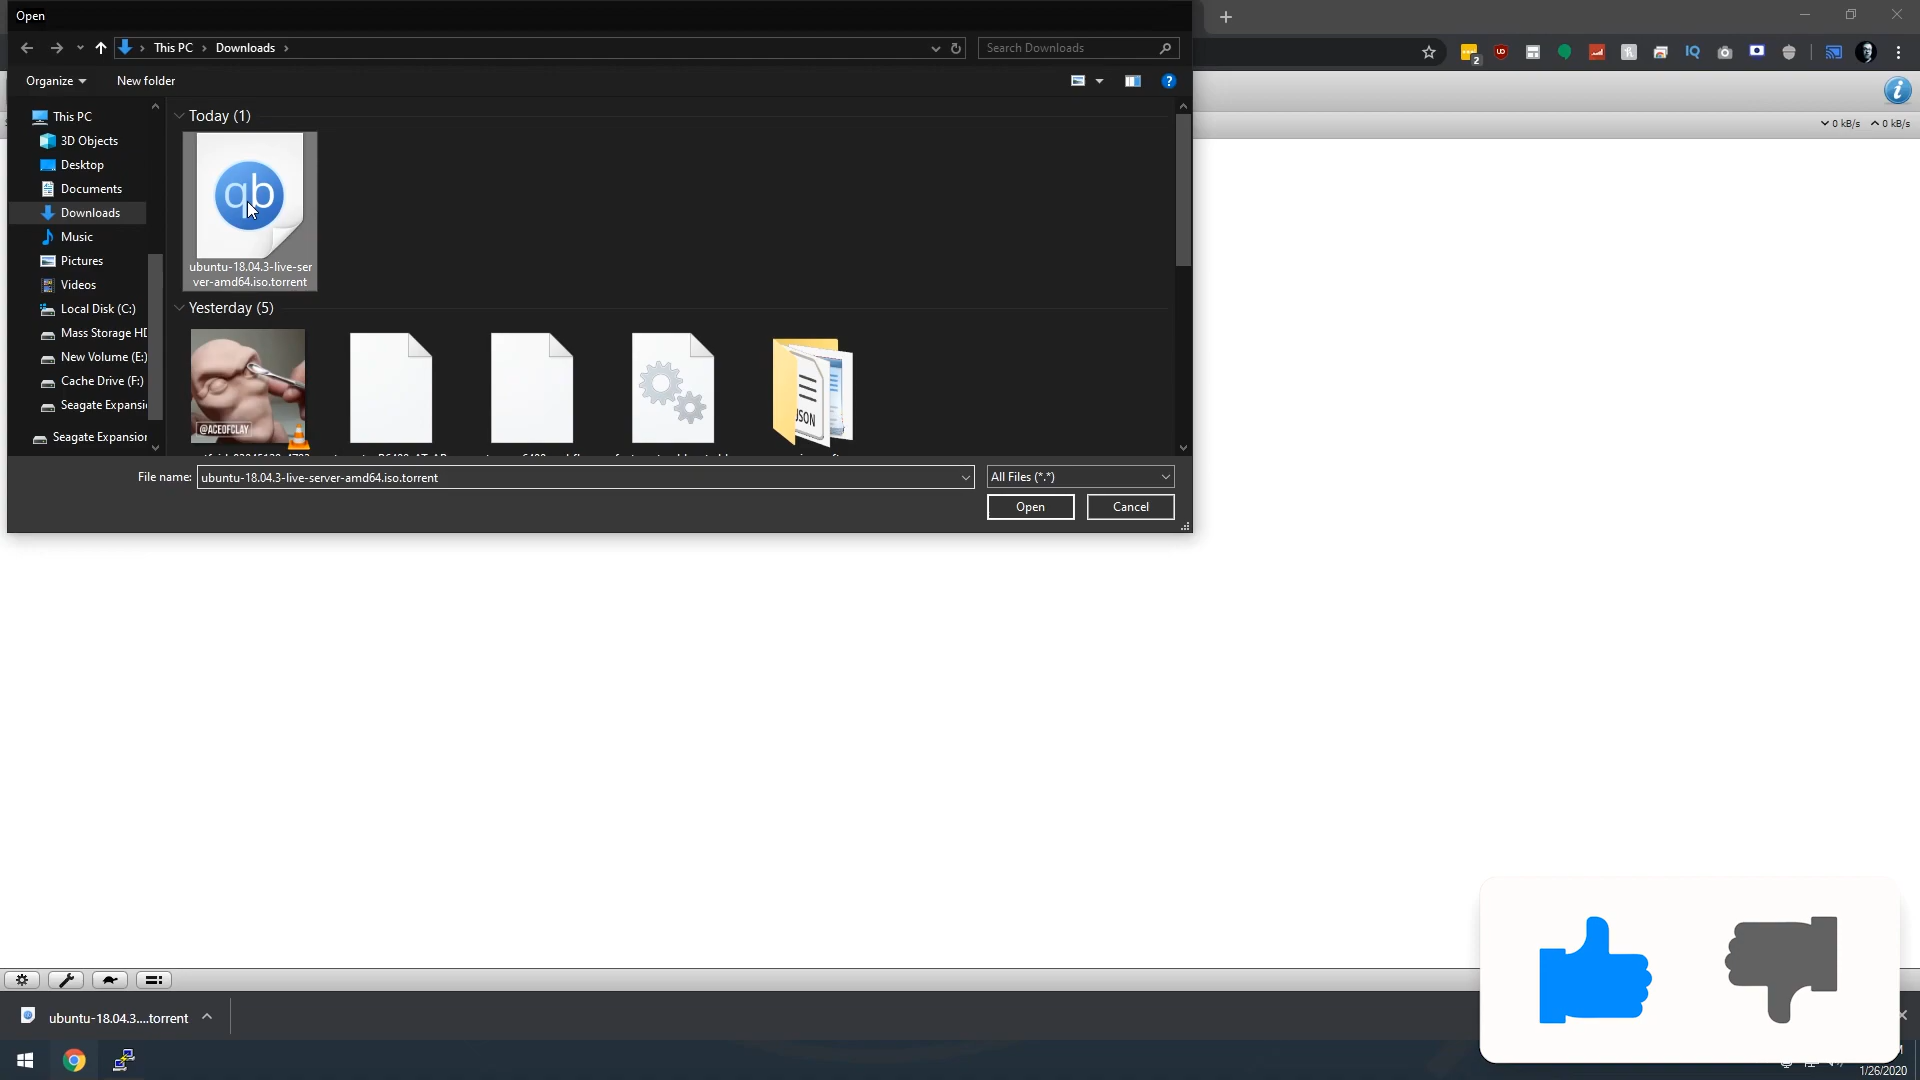 Open
This PC
Downloads
Search Downloads
Organize
New folder
This PC
3D Objects
Desktop
Documents
Downloads
Music
Pictures
Videos
Local Disk (C:)
Mass Storage HD
New Volume (E:)
Cache Drive (F:)
Seagate Expansi
Seagate Expansion
Today (1)
qb
ubuntu-18.04.3-live-ser
ver-amd64.iso.torrent
Yesterday (5)
@ACEOFCLAY
JSON
File name:
ubuntu-18.04.3-live-server-amd64.iso.torrent
All Files (*.*)
Open
Cancel
2
IQ
0 kB/s
0 kB/s
ubuntu-18.04.3....torrent
1/26/2020